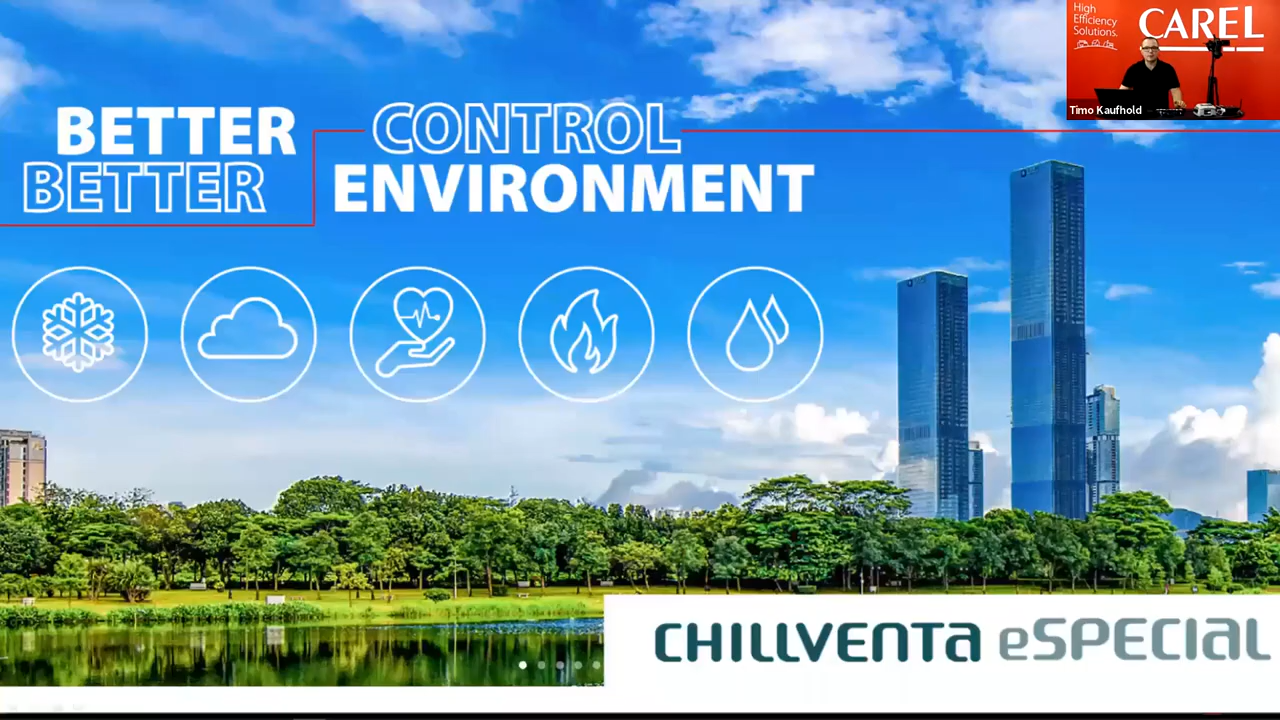 BETTER CONTROL
BETTER ENVIRONMENT
High
Efficiency
Solutions.
CAREL
Timo Kaufhold
CHILLVENTA eSPECIAL